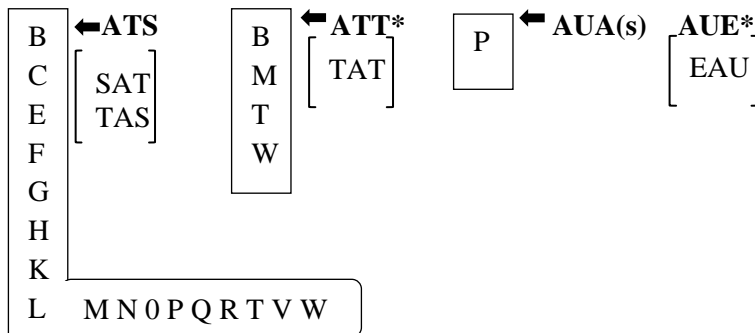 B ATS B ATT* P AUA(s) AUE*
C SAT M TAT EAU
E TAS T
F W
G
H
K
L M N 0 P Q R T V W